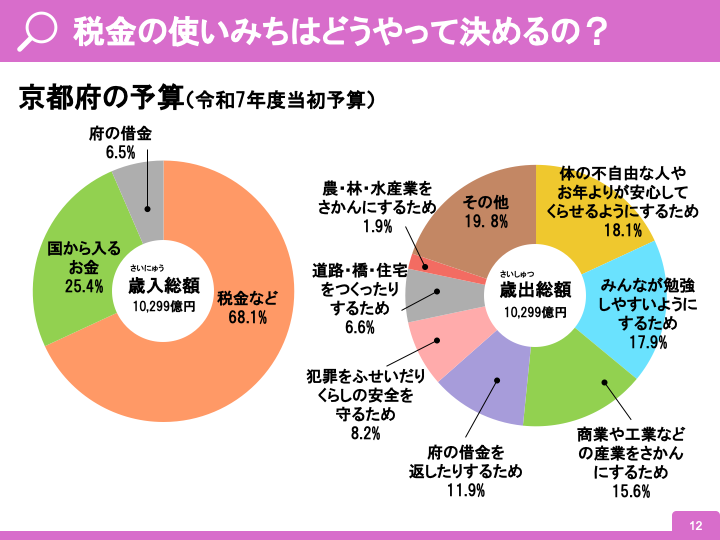 税金の使いみちはどうやって決めるの？
京都府の予算（令和7年度当初予算）
府の借金
6.5%
国から入る
お金
25.4%
さいにゅう
歳入総額
10,299億円
税金など
68.1%
体の不自由な人や
お年よりが安心して
くらせるようにするため
18.1%
みんなが勉強
しやすいように
するため
17.9%
商業や工業など
の産業をさかん
にするため
15.6%
府の借金を
返したりするため
11.9%
犯罪をふせいだり
くらしの安全を
守るため
8.2%
道路・橋・住宅
をつくったり
するため
6.6%
農・林・水産業を
さかんにするため
1.9%
その他
19.8%
さいしゅつ
歳出総額
10,299億円
12